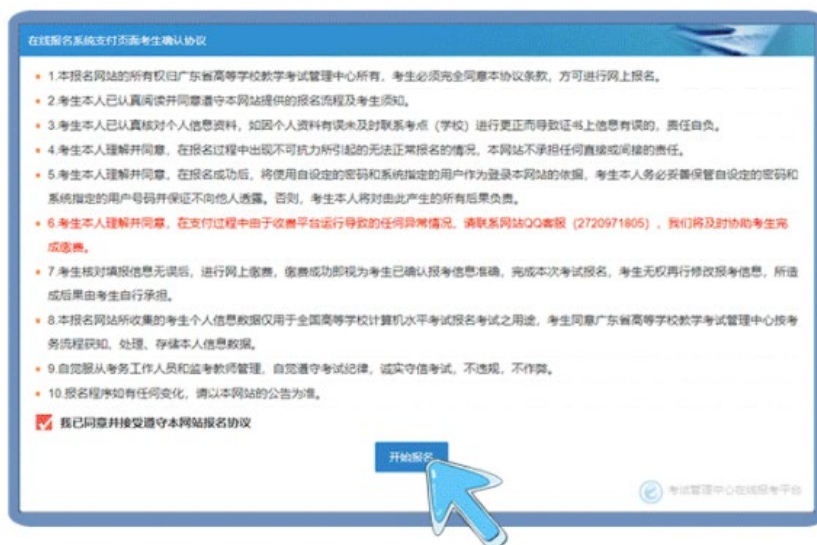 在线报名系统支付页面考生确认协议
1.本报名网站的所有权归广东省高等学校教学考试管理中心所有，考生必须完全同意本协议条款，方可进行网上报名。
2.考生本人已认真阅读并同意遵守本网站提供的报名流程及考生须知。
3.考生本人已认真核对个人信息资料，如因个人资料有误未及时联系考点（学校）进行更正而导致证书上信息有误的，责任自负。
4.考生本人理解并同意，在报名过程中出现不可抗力所引起的无法正常报名的情况，本网站不承担任何直接或间接的责任。
5.考生本人理解并同意，在报名成功后，将使用自设定的密码和系统指定的用户作为登录本网站的依据，考生本人务必妥善保管自设定的密码和
系统指定的用户号码并保证不向他人透露。否则，考生本人将对由此产生的所有后果负责。
6.考生本人理解并同意，在支付过程中由于收费平台运行导致的任何异常情况，请联系网站QQ客服（2720971805），我们将及时协助考生完
成缴费。
7.考生核对填报信息无误后，进行网上缴费，缴费成功即视为考生已确认报考信息准确，完成本次考试报名，考生无权再行修改报考信息，所造
成后果由考生自行承担。
8.本报名网站所收集的考生个人信息数据仅用于全国高等学校计算机水平考试报名考试之用途，考生同意广东省高等学校教学考试管理中心按考
务流程获知、处理、存储本人信息数据。
9.自觉服从考务工作人员和监考教师管理，自觉遵守考试纪律，诚实守信考试，不违规，不作弊。
10.报名程序如有任何变化，请以本网站的公告为准。
我已同意并接受遵守本网站报名协议
开始报名
考试管理中心在线报考平台